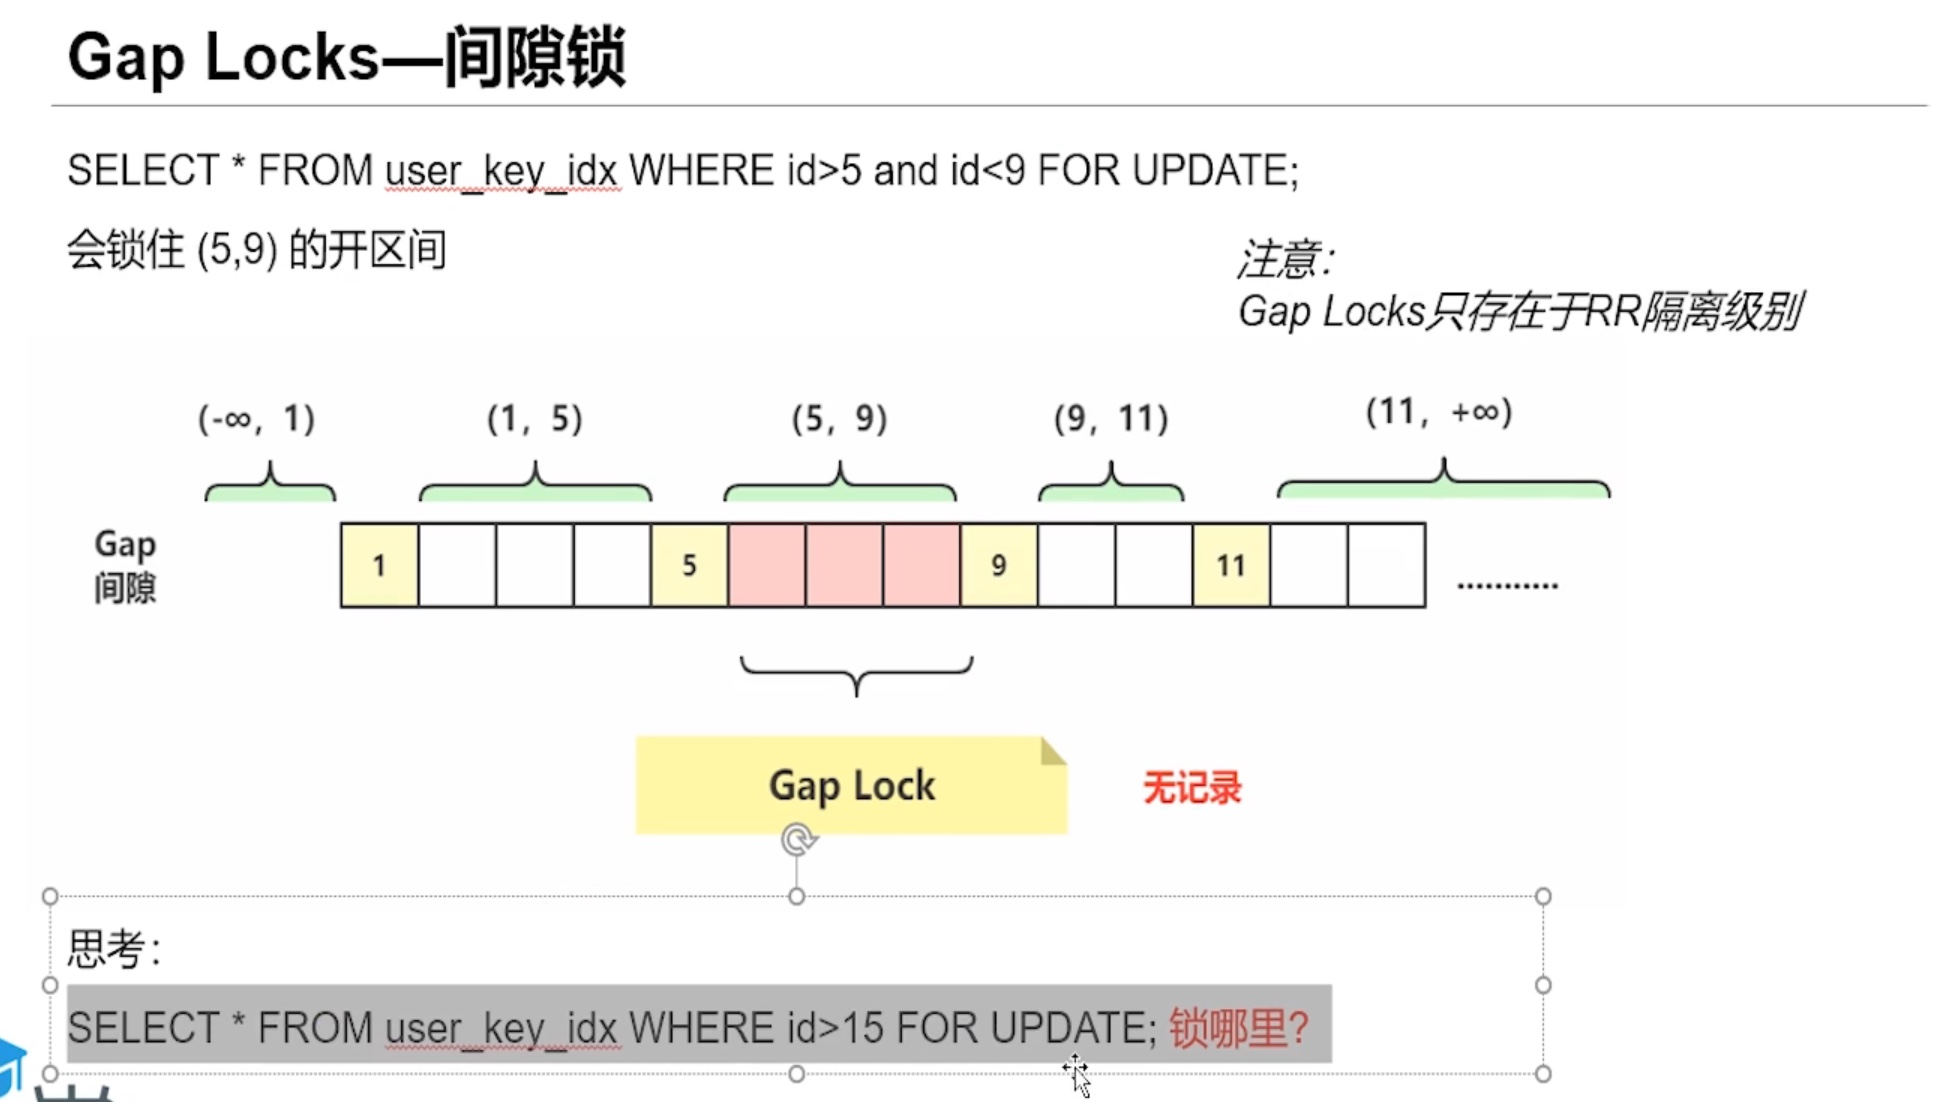 Gap Locks—间隙锁
SELECT * FROM user_key_idx WHERE id>5 and id<9 FOR UPDATE;
会锁住 (5,9) 的开区间
注意：
Gap Locks只存在于RR隔离级别
(-∞, 1) (1, 5) (5, 9) (9, 11) (11, +∞)
Gap
间隙
1 5 9 11 ...........
Gap Lock
无记录
思考：
SELECT * FROM user_key_idx WHERE id>15 FOR UPDATE; 锁哪里?